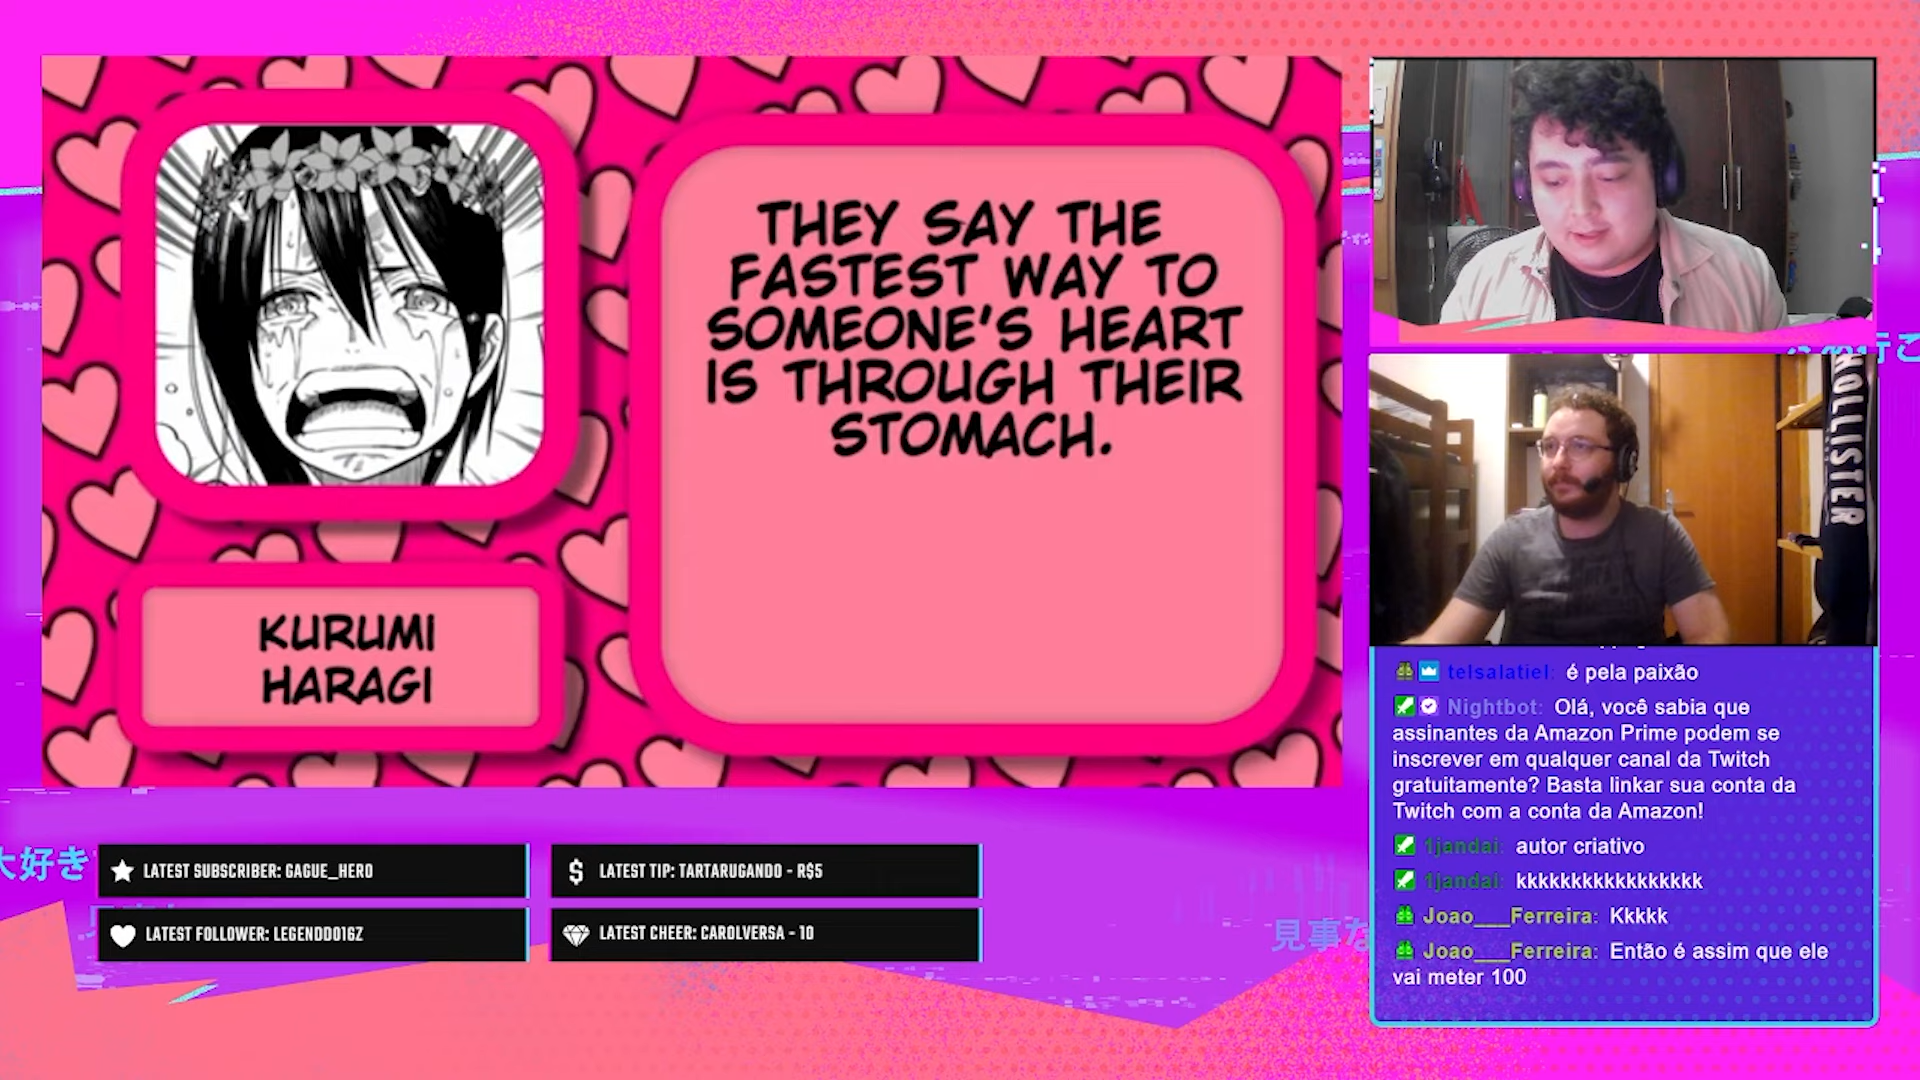 THEY SAY THE
FASTEST WAY TO
SOMEONE'S HEART
IS THROUGH THEIR
STOMACH.
KURUMI
HARAGI
HOLLISTER
telsalatiel: é pela paixão
Nightbot: Olá, você sabia que
assinantes da Amazon Prime podem se
inscrever em qualquer canal da Twitch
gratuitamente? Basta linkar sua conta da
Twitch com a conta da Amazon!
1jandai: autor criativo
1jandai: kkkkkkkkkkkkkkkkk
Joao___Ferreira: Kkkkk
Joao___Ferreira: Então é assim que ele
vai meter 100
大好き
LATEST SUBSCRIBER: GAGUE_HERO
LATEST TIP: TARTARUGANDO - R$5
LATEST FOLLOWER: LEGENDD016Z
LATEST CHEER: CAROLVERSA - 10
見事な